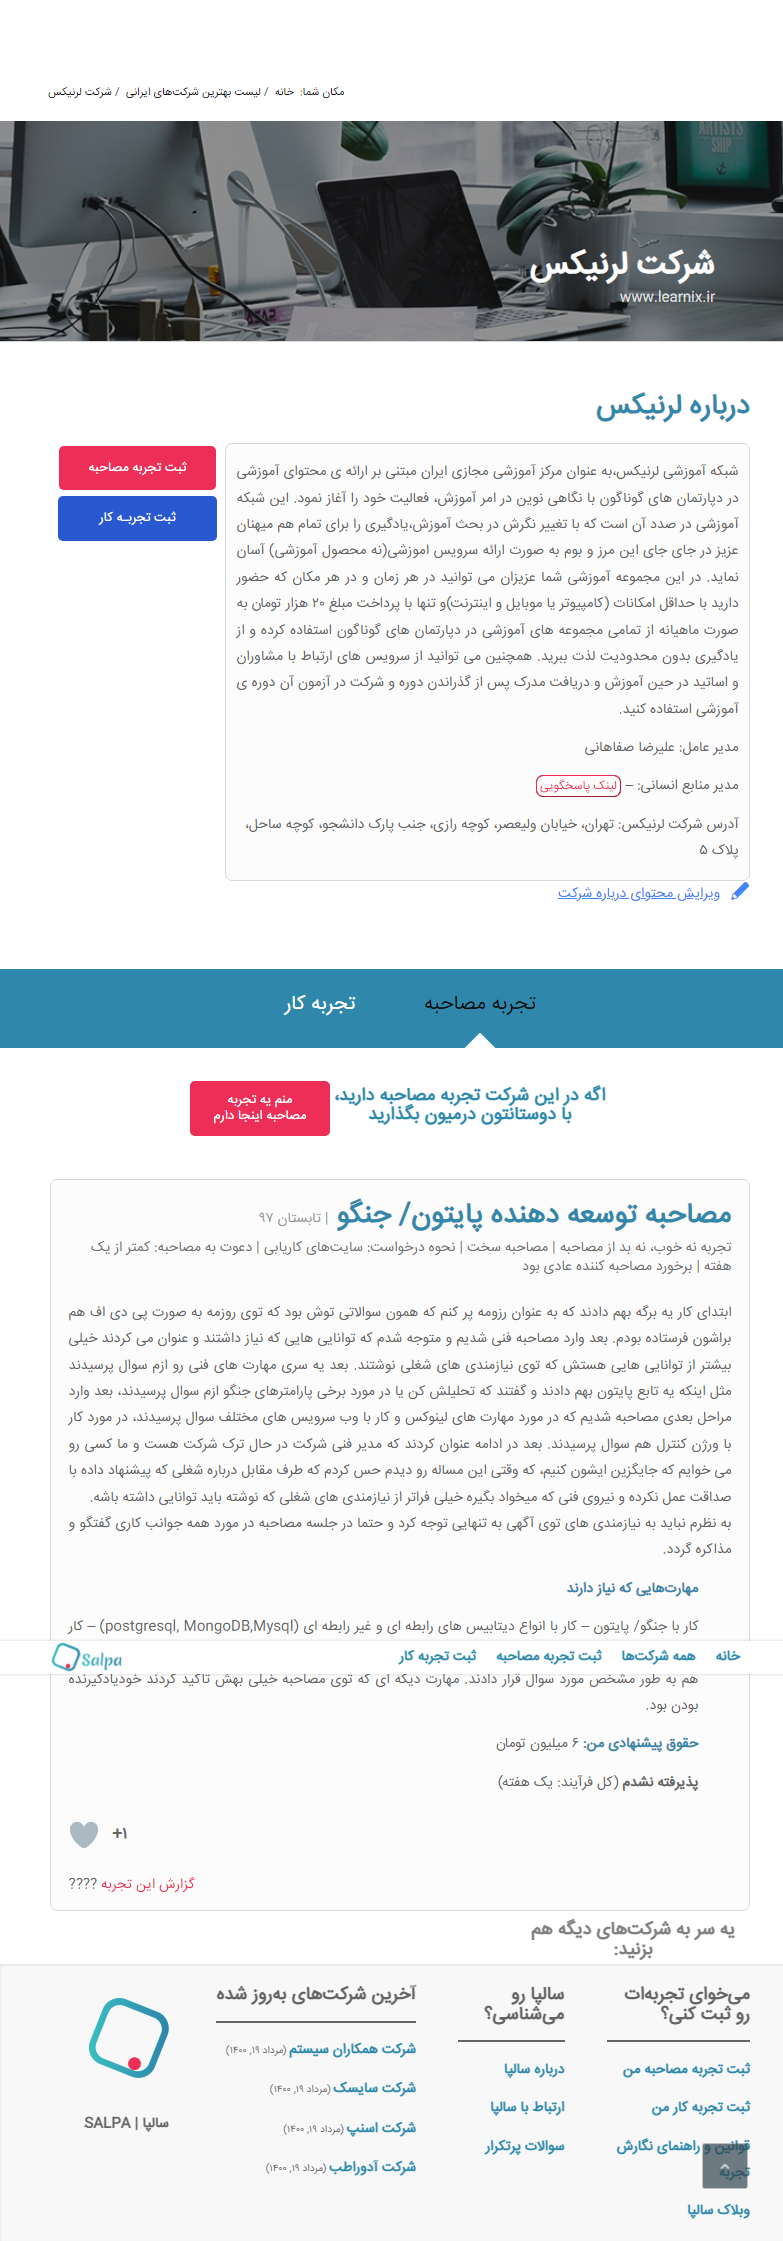 مکان شما: خانه / لیست بهترین شرکت‌های ایرانی / شرکت لرنیکس
ARTISTS
SHIP
شرکت لرنیکس
www.learnix.ir
درباره لرنیکس
شبکه آموزشی لرنیکس،به عنوان مرکز آموزشی مجازی ایران مبتنی بر ارائه ی محتوای آموزشی
در دپارتمان های گوناگون با نگاهی نوین در امر آموزش، فعالیت خود را آغاز نمود. این شبکه
آموزشی در صدد آن است که با تغییر نگرش در بحث آموزش،یادگیری را برای تمام هم میهنان
عزیز در جای جای این مرز و بوم به صورت ارائه سرویس اموزشی(نه محصول آموزشی) آسان
نماید. در این مجموعه آموزشی شما عزیزان می توانید در هر زمان و در هر مکان که حضور
دارید با حداقل امکانات (کامپیوتر یا موبایل و اینترنت)و تنها با پرداخت مبلغ ۲۰ هزار تومان به
صورت ماهیانه از تمامی مجموعه های آموزشی در دپارتمان های گوناگون استفاده کرده و از
یادگیری بدون محدودیت لذت ببرید. همچنین می توانید از سرویس های ارتباط با مشاوران
و اساتید در حین آموزش و دریافت مدرک پس از گذراندن دوره و شرکت در آزمون آن دوره ی
آموزشی استفاده کنید.
مدیر عامل: علیرضا صفاهانی
مدیر منابع انسانی: – لینک پاسخگویی
آدرس شرکت لرنیکس: تهران، خیابان ولیعصر، کوچه رازی، جنب پارک دانشجو، کوچه ساحل،
پلاک ۵
ثبت تجربه مصاحبه
ثبت تجربـه کار
ویرایش محتوای درباره شرکت
تجربه مصاحبه
تجربه کار
اگه در این شرکت تجربه مصاحبه دارید،
با دوستانتون درمیون بگذارید
منم یه تجربه
مصاحبه اینجا دارم
مصاحبه توسعه دهنده پایتون/ جنگو | تابستان ۹۷
تجربه نه خوب، نه بد از مصاحبه | مصاحبه سخت | نحوه درخواست: سایت‌های کاریابی | دعوت به مصاحبه: کمتر از یک
هفته | برخورد مصاحبه کننده عادی بود
ابتدای کار یه برگه بهم دادند که به عنوان رزومه پر کنم که همون سوالاتی توش بود که توی روزمه به صورت پی دی اف هم
براشون فرستاده بودم. بعد وارد مصاحبه فنی شدیم و متوجه شدم که توانایی هایی که نیاز داشتند و عنوان می کردند خیلی
بیشتر از توانایی هایی هستش که توی نیازمندی های شغلی نوشتند. بعد یه سری مهارت های فنی رو ازم سوال پرسیدند
مثل اینکه یه تابع پایتون بهم دادند و گفتند که تحلیلش کن یا در مورد برخی پارامترهای جنگو ازم سوال پرسیدند، بعد وارد
مراحل بعدی مصاحبه شدیم که در مورد مهارت های لینوکس و کار با وب سرویس های مختلف سوال پرسیدند، در مورد کار
با ورژن کنترل هم سوال پرسیدند. بعد در ادامه عنوان کردند که مدیر فنی شرکت در حال ترک شرکت هست و ما کسی رو
می خوایم که جایگزین ایشون کنیم، که وقتی این مساله رو دیدم حس کردم که طرف مقابل درباره شغلی که پیشنهاد داده با
صداقت عمل نکرده و نیروی فنی که میخواد بگیره خیلی فراتر از نیازمندی های شغلی که نوشته باید توانایی داشته باشه.
به نظرم نباید به نیازمندی های توی آگهی به تنهایی توجه کرد و حتما در جلسه مصاحبه در مورد همه جوانب کاری گفتگو و
مذاکره گردد.
مهارت‌هایی که نیاز دارند
کار با جنگو/ پایتون – کار با انواع دیتابیس های رابطه ای و غیر رابطه ای (postgresql, MongoDB,Mysql) – کار
خانه همه شرکت‌ها ثبت تجربه مصاحبه ثبت تجربه کار Salpa
هم به طور مشخص مورد سوال قرار دادند. مهارت دیکه ای که توی مصاحبه خیلی بهش تاکید کردند خودیادگیرنده
بودن بود.
حقوق پیشنهادی من: ۶ میلیون تومان
پذیرفته نشدم (کل فرآیند: یک هفته)
+۱
گزارش این تجربه ????
یه سر به شرکت‌های دیگه هم
بزنید:
می‌خوای تجربه‌ات
رو ثبت کنی؟
ثبت تجربه مصاحبه من
ثبت تجربه کار من
قوانین و راهنمای نگارش
تجربه
وبلاک سالپا
سالپا رو
می‌شناسی؟
درباره سالپا
ارتباط با سالپا
سوالات پرتکرار
آخرین شرکت‌های به‌روز شده
شرکت همکاران سیستم (مرداد ۱۹, ۱۴۰۰)
شرکت سایسک (مرداد ۱۹, ۱۴۰۰)
شرکت اسنپ (مرداد ۱۹, ۱۴۰۰)
شرکت آدوراطب (مرداد ۱۹, ۱۴۰۰)
سالپا | SALPA